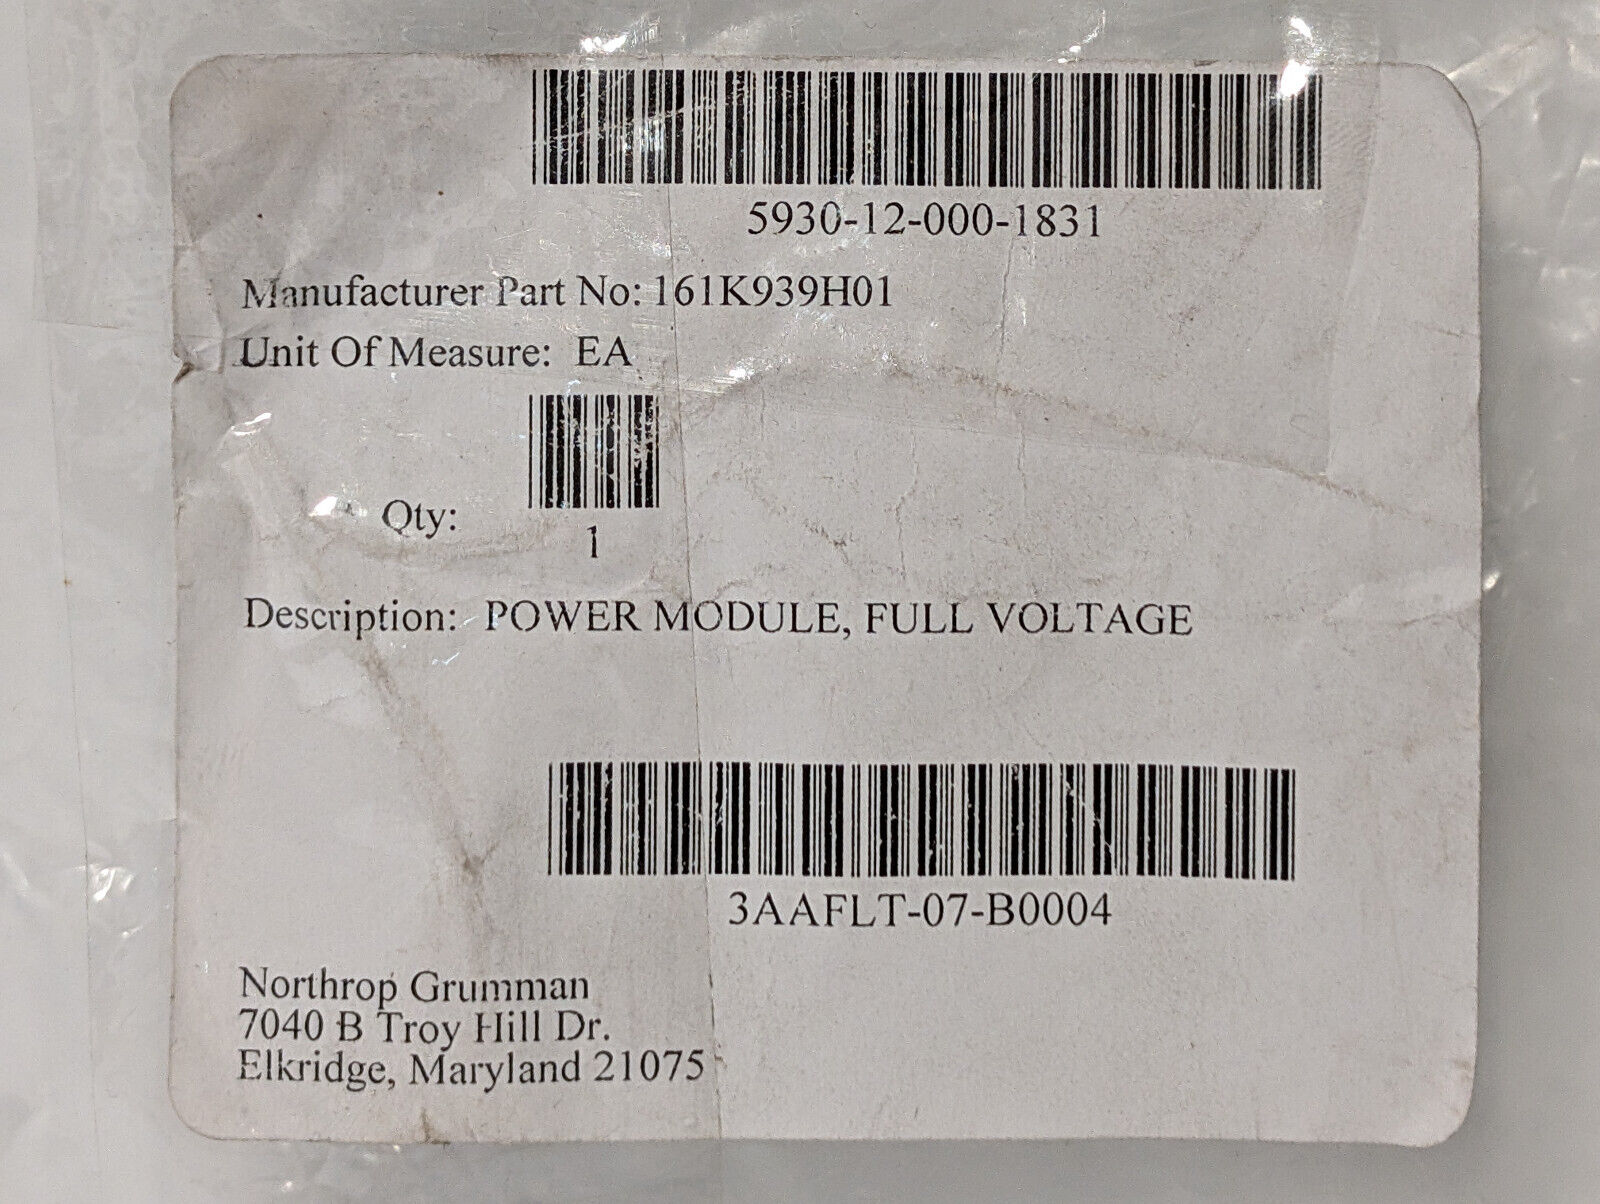 5930-12-000-1831
Manufacturer Part No: 161K939H01
Unit Of Measure: EA
Qty:
1
Description: POWER MODULE, FULL VOLTAGE
3AAFLT-07-B0004
Northrop Grumman
7040 B Troy Hill Dr.
Elkridge, Maryland 21075